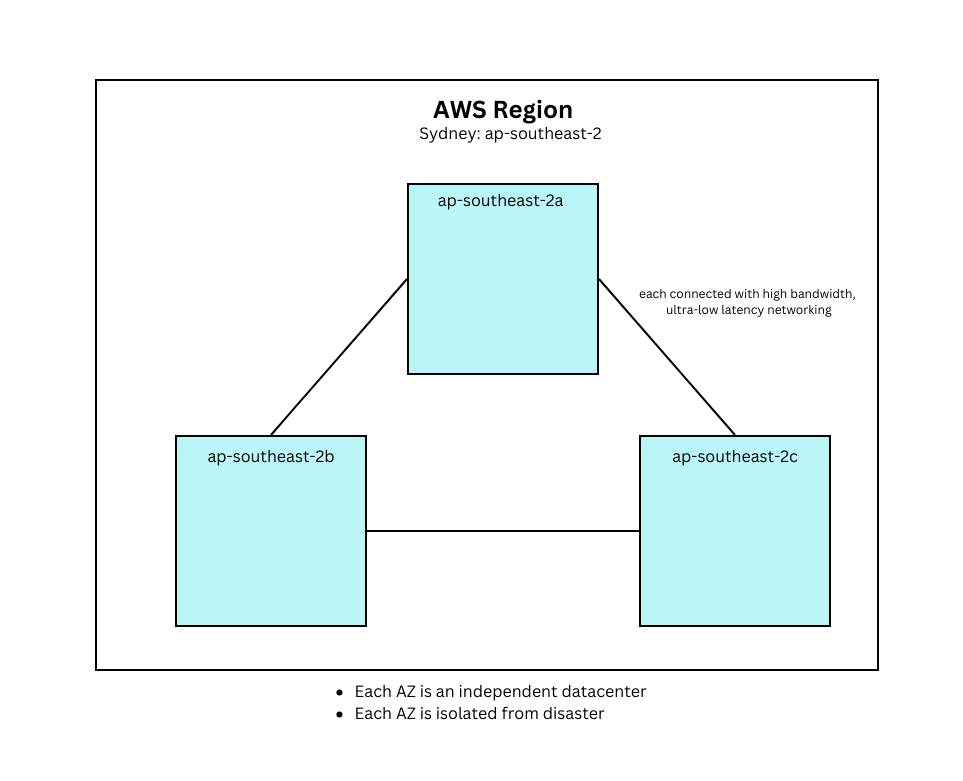 AWS Region
Sydney: ap-southeast-2
ap-southeast-2a
each connected with high bandwidth,
ultra-low latency networking
ap-southeast-2b
ap-southeast-2c
• Each AZ is an independent datacenter
• Each AZ is isolated from disaster